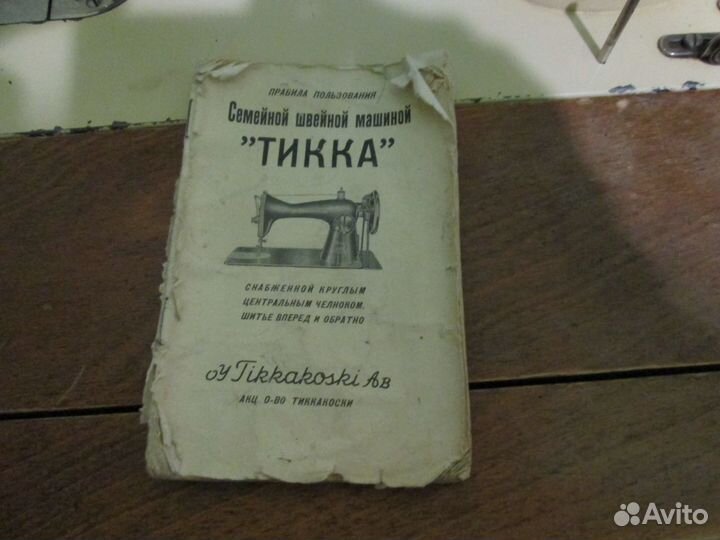 ПРАВИЛА ПОЛЬЗОВАНИЯ
Семейной швейной машиной
"ТИККА"
СНАБЖЕННОЙ КРУГЛЫМ
ЦЕНТРАЛЬНЫМ ЧЕЛНОКОМ.
ШИТЬЕ ВПЕРЕД И ОБРАТНО
OY Tikkakoski AB
АКЦ О-ВО ТИККАКОСКИ
Avito